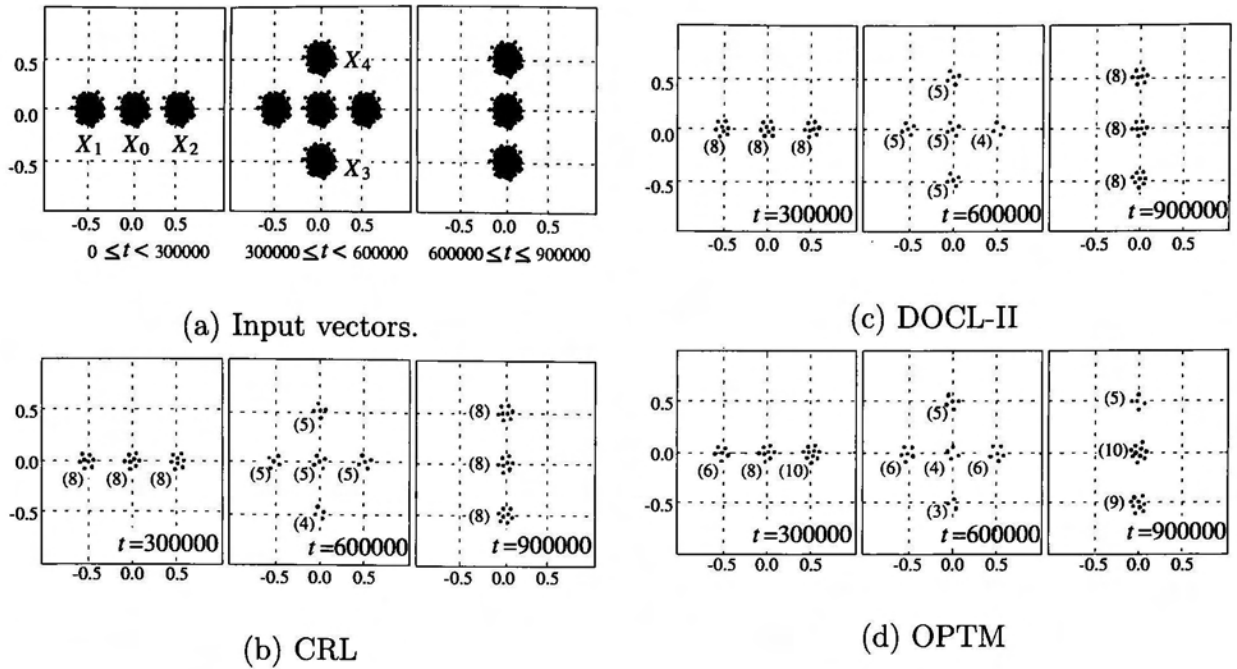 0.5
0.0
-0.5
X₁ X₀ X₂
X₄
X₃
-0.5 0.0 0.5
-0.5 0.0 0.5
-0.5 0.0 0.5
0 ≤t< 300000
300000 ≤t< 600000
600000 ≤t≤ 900000
(a) Input vectors.
0.5
0.0
-0.5
(8) (8) (8)
t=300000
(5)
(5) (5) (5)
(4)
t=600000
(8)
(8)
(8)
t=900000
-0.5 0.0 0.5
-0.5 0.0 0.5
-0.5 0.0 0.5
(b) CRL
0.5
0.0
-0.5
(8) (8) (8)
t=300000
(5)
(5) (5) (4)
(5)
t=600000
(8)
(8)
(8)
t=900000
-0.5 0.0 0.5
-0.5 0.0 0.5
-0.5 0.0 0.5
(c) DOCL-II
0.5
0.0
-0.5
(6) (8) (10)
t=300000
(5)
(6) (4) (6)
(3)
t=600000
(5)
(10)
(9)
t=900000
-0.5 0.0 0.5
-0.5 0.0 0.5
-0.5 0.0 0.5
(d) OPTM